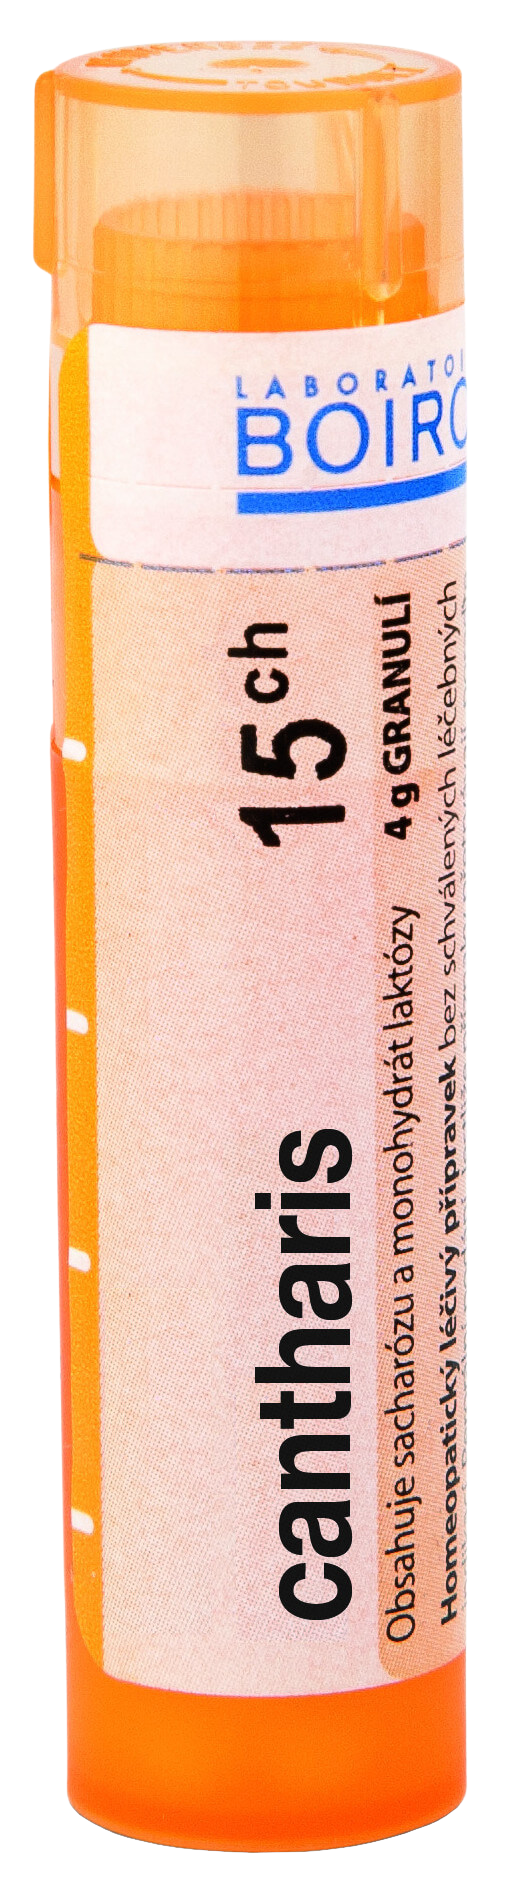 LABORATOI
BOIRO
cantharis 15 ch
Obsahuje sacharózu a monohydrát laktózy 4 g GRANULÍ
Homeopatický léčivý přípravek bez schválených léčebných